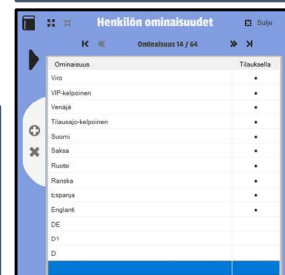 Henkilön ominaisuudet
Sulje
Ominaisuus 14 / 64
Ominaisuus Tilauksella
Viro
VIP-kelpoinen
Venäjä
Tilausajo-kelpoinen
Suomi
Saksa
Ruotsi
Ranska
Espanja
Englanti
DE
D1
D